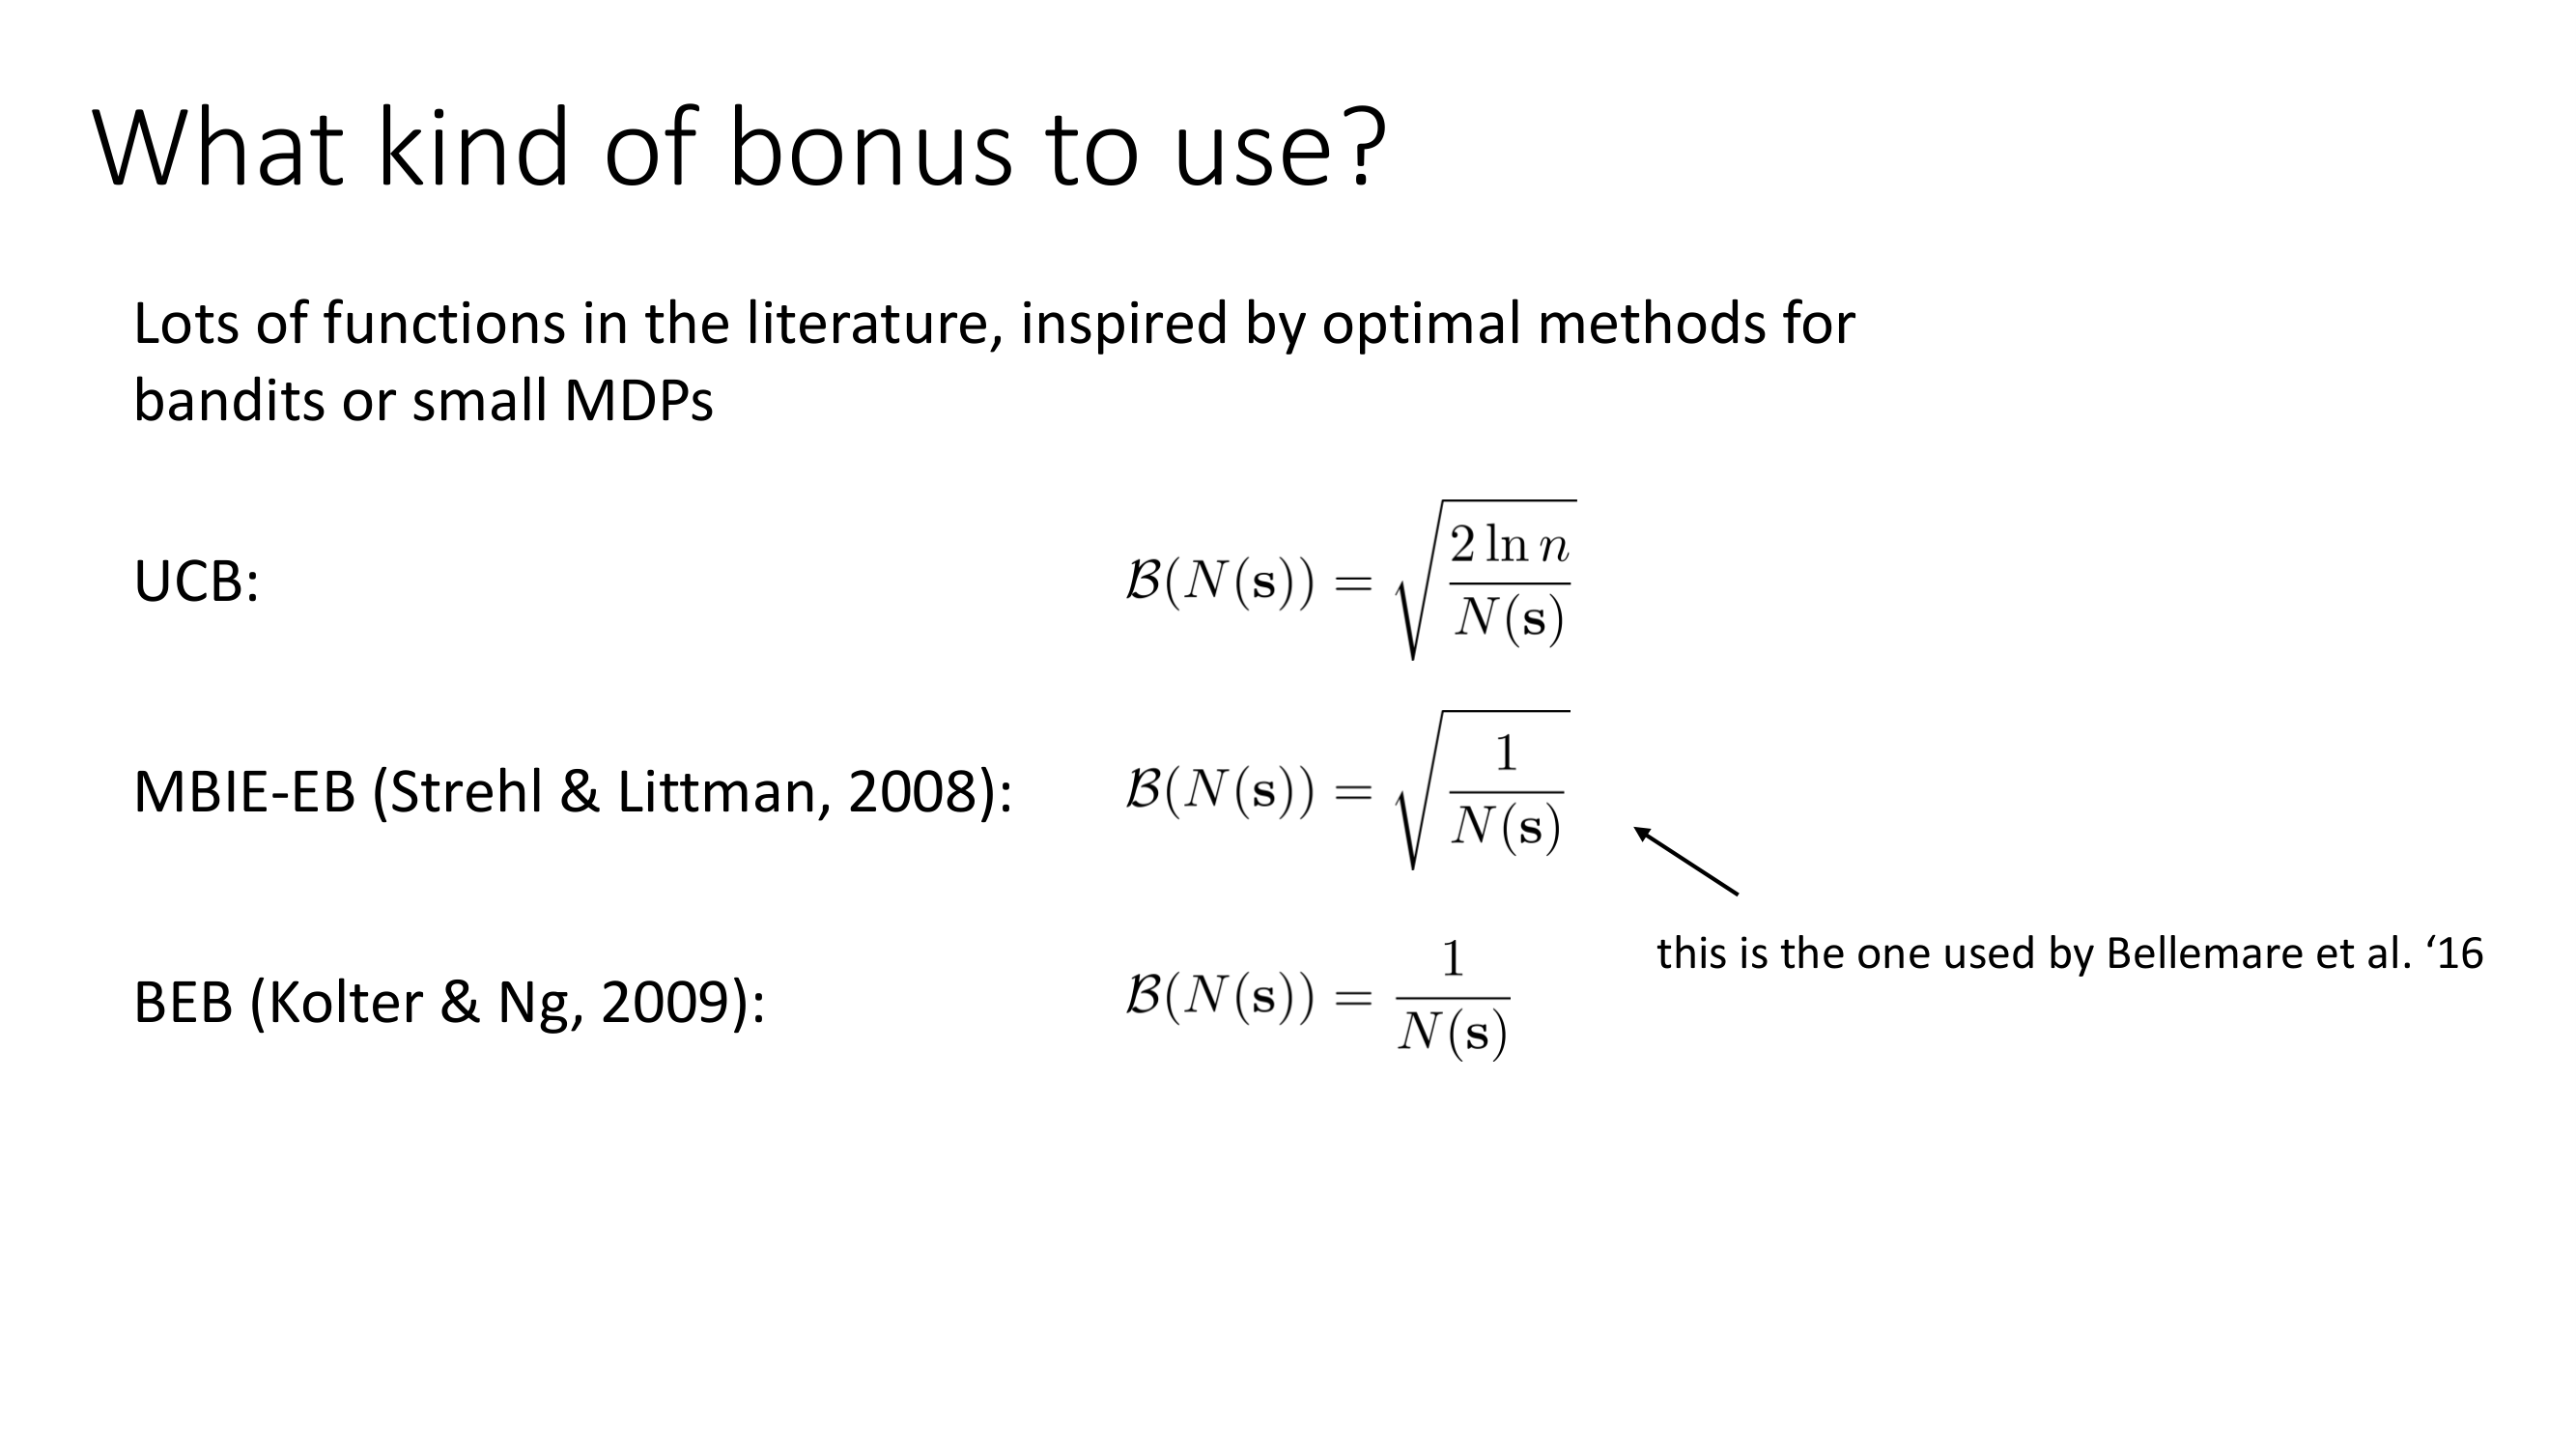 What kind of bonus to use?
Lots of functions in the literature, inspired by optimal methods for
bandits or small MDPs
UCB: $\mathcal{B}(N(\mathbf{s})) = \sqrt{\frac{2 \ln n}{N(\mathbf{s})}}$
MBIE-EB (Strehl & Littman, 2008): $\mathcal{B}(N(\mathbf{s})) = \sqrt{\frac{1}{N(\mathbf{s})}}$
this is the one used by Bellemare et al. ‘16
BEB (Kolter & Ng, 2009): $\mathcal{B}(N(\mathbf{s})) = \frac{1}{N(\mathbf{s})}$